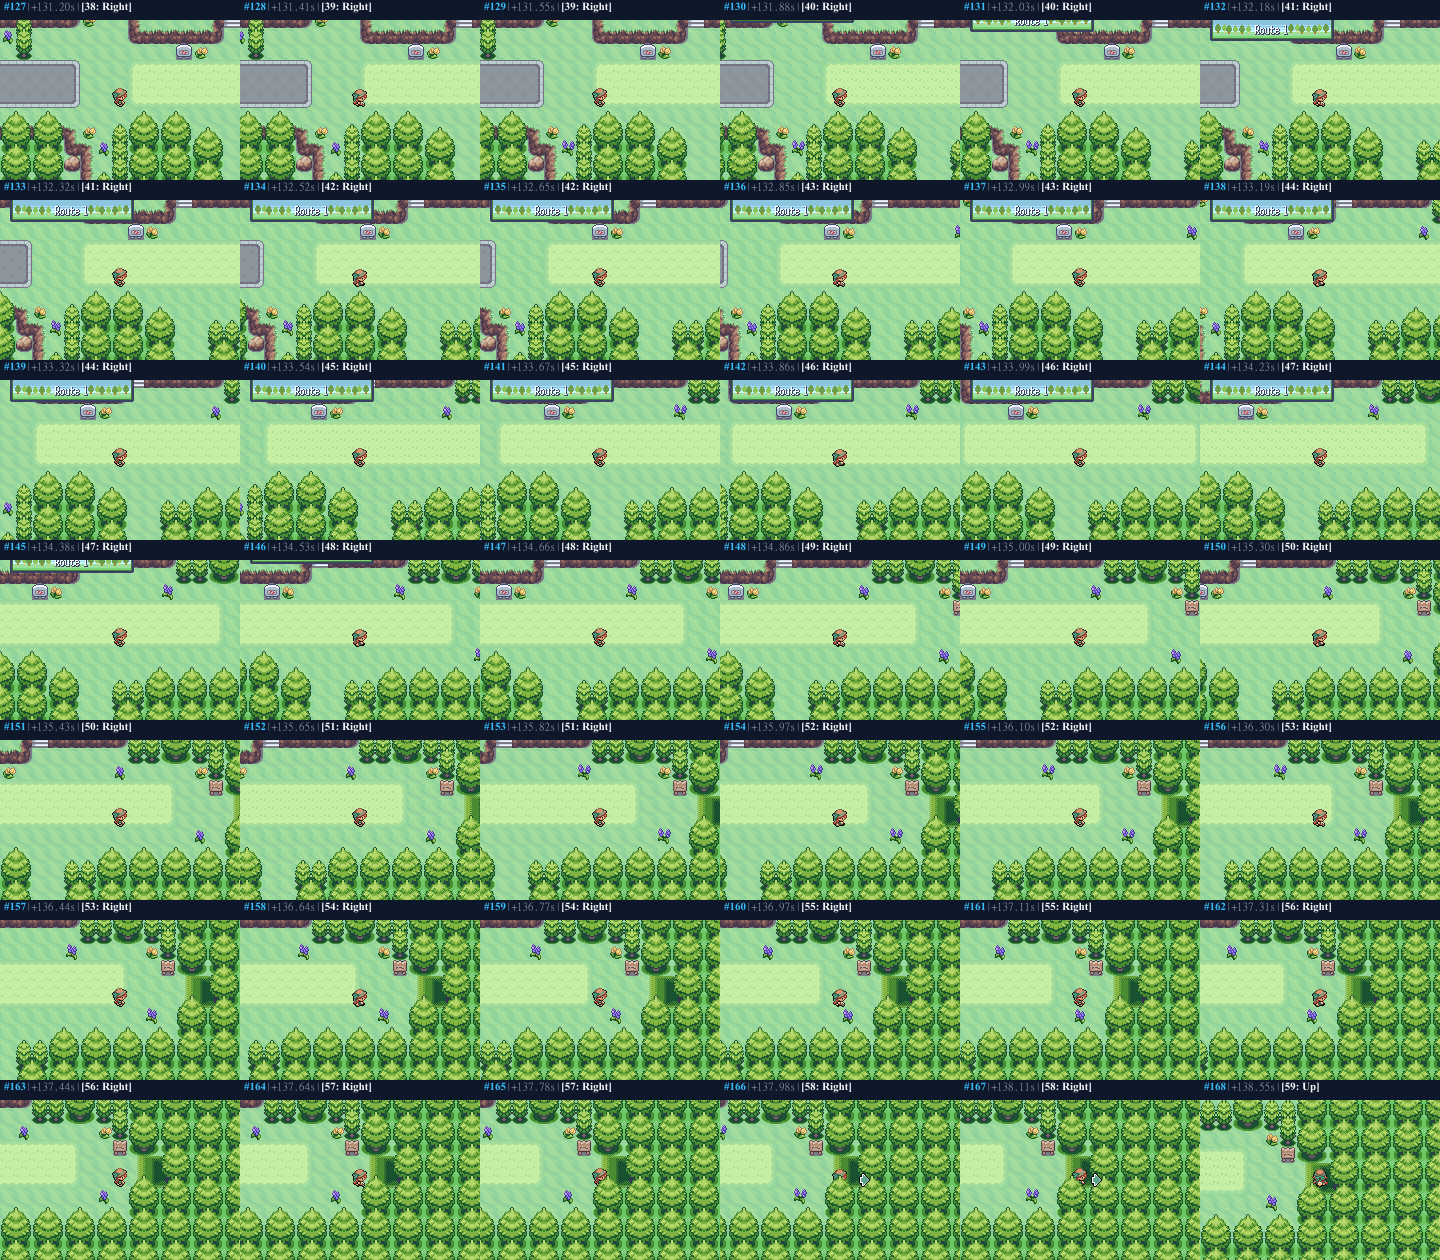 #127|+131.20s|[38: Right]
#128|+131.41s|[39: Right]
#129|+131.55s|[39: Right]
#130|+131.88s|[40: Right]
#131|+132.03s|[40: Right]
#132|+132.18s|[41: Right]
Route 1
Route 1
#133|+132.32s|[41: Right]
#134|+132.52s|[42: Right]
#135|+132.65s|[42: Right]
#136|+132.85s|[43: Right]
#137|+132.99s|[43: Right]
#138|+133.19s|[44: Right]
Route 1
Route 1
Route 1
Route 1
Route 1
Route 1
#139|+133.32s|[44: Right]
#140|+133.54s|[45: Right]
#141|+133.67s|[45: Right]
#142|+133.86s|[46: Right]
#143|+133.99s|[46: Right]
#144|+134.23s|[47: Right]
Route 1
Route 1
Route 1
Route 1
Route 1
Route 1
#145|+134.38s|[47: Right]
#146|+134.53s|[48: Right]
#147|+134.66s|[48: Right]
#148|+134.86s|[49: Right]
#149|+135.00s|[49: Right]
#150|+135.30s|[50: Right]
Route 1
#151|+135.43s|[50: Right]
#152|+135.65s|[51: Right]
#153|+135.82s|[51: Right]
#154|+135.97s|[52: Right]
#155|+136.10s|[52: Right]
#156|+136.30s|[53: Right]
#157|+136.44s|[53: Right]
#158|+136.64s|[54: Right]
#159|+136.77s|[54: Right]
#160|+136.97s|[55: Right]
#161|+137.11s|[55: Right]
#162|+137.31s|[56: Right]
#163|+137.44s|[56: Right]
#164|+137.64s|[57: Right]
#165|+137.78s|[57: Right]
#166|+137.98s|[58: Right]
#167|+138.11s|[58: Right]
#168|+138.55s|[59: Up]